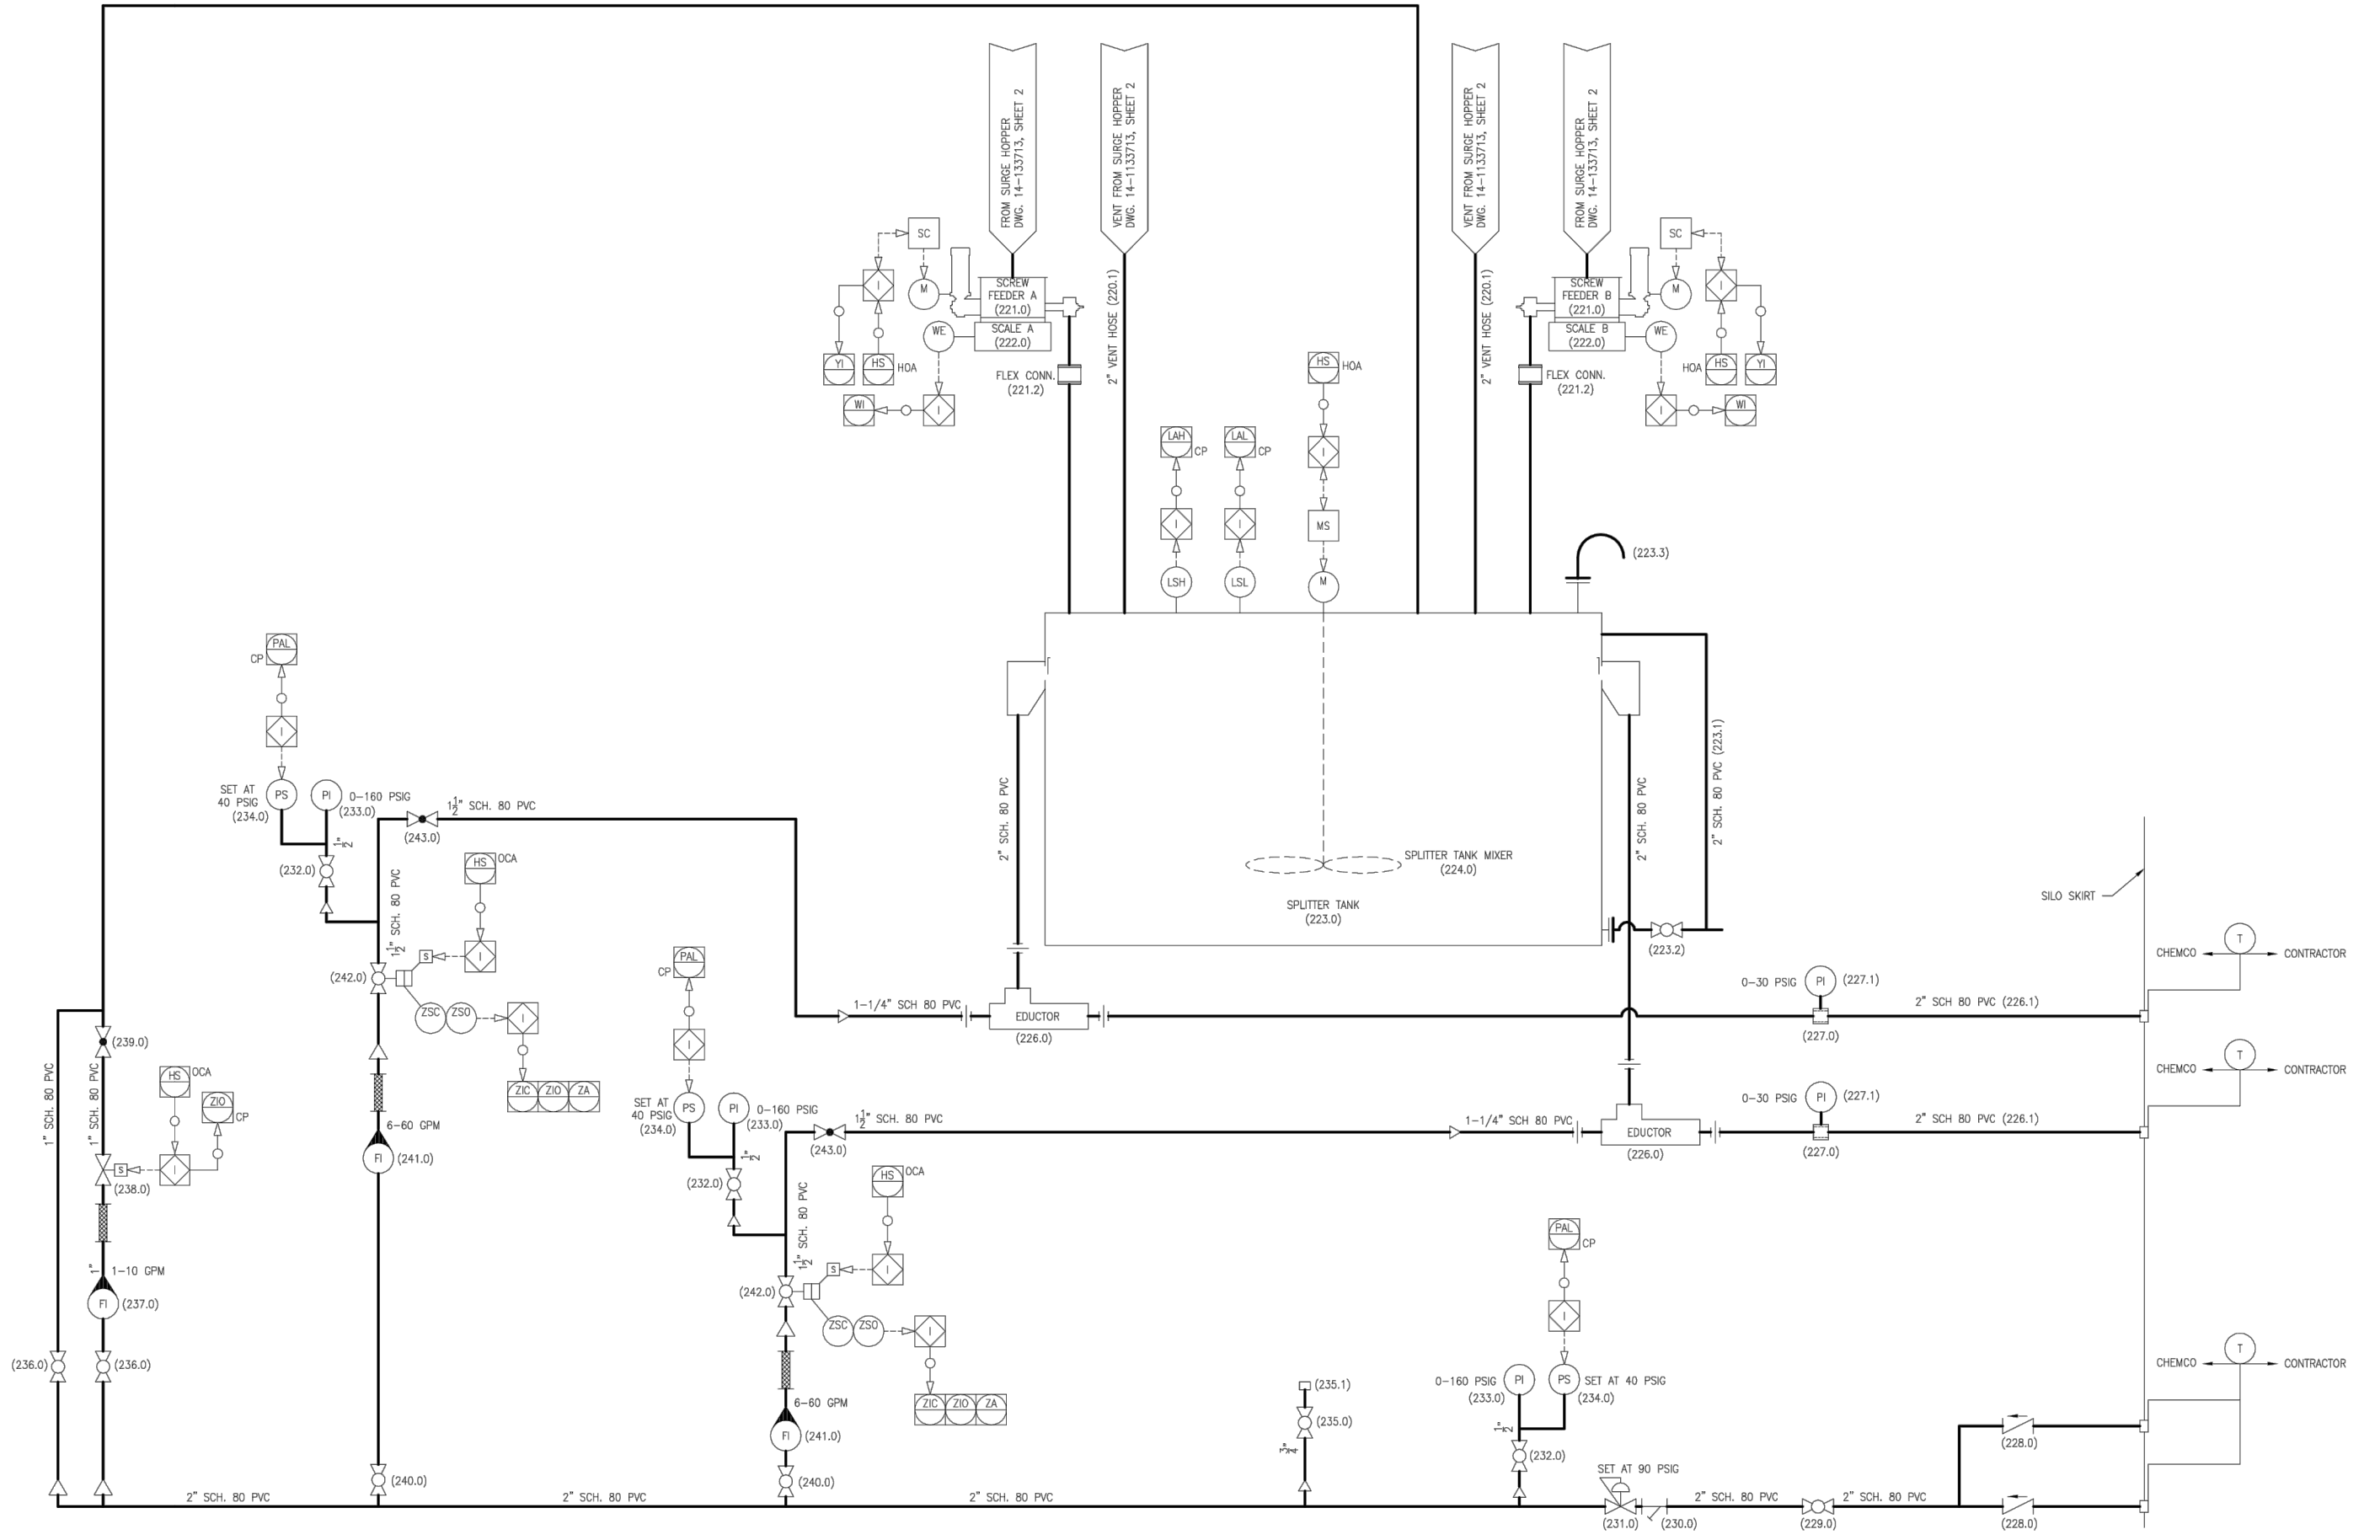 FROM SURGE HOPPER
DWG. 14-133713, SHEET 2
VENT FROM SURGE HOPPER
DWG. 14-1133713, SHEET 2
VENT FROM SURGE HOPPER
DWG. 14-1133713, SHEET 2
FROM SURGE HOPPER
DWG. 14-133713, SHEET 2
SC
I
M
SCREW
FEEDER A
(221.0)
SCALE A
(222.0)
WE
YI
HS
HOA
WI
I
FLEX CONN.
(221.2)
2" VENT HOSE (220.1)
2" VENT HOSE (220.1)
SCREW
FEEDER B
(221.0)
SCALE B
(222.0)
M
SC
I
WE
HOA
HS
YI
I
WI
FLEX CONN.
(221.2)
HS
HOA
I
MS
M
LAH
CP
I
LSH
LAL
CP
I
LSL
(223.3)
2" SCH. 80 PVC (223.1)
2" SCH. 80 PVC
2" SCH. 80 PVC
SPLITTER TANK MIXER
(224.0)
SPLITTER TANK
(223.0)
(223.2)
SILO SKIRT
PAL
CP
I
SET AT
40 PSIG
(234.0)
PS
PI
0-160 PSIG
(233.0)
1/2"
(232.0)
1 1/2" SCH. 80 PVC
(243.0)
1 1/2" SCH. 80 PVC
HS
OCA
I
S
(242.0)
ZSC
ZSO
I
ZIC
ZIO
ZA
6-60 GPM
FI
(241.0)
(240.0)
1-1/4" SCH 80 PVC
EDUCTOR
(226.0)
0-30 PSIG
PI
(227.1)
(227.0)
2" SCH 80 PVC (226.1)
T
CHEMCO
CONTRACTOR
PAL
CP
I
SET AT
40 PSIG
(234.0)
PS
PI
0-160 PSIG
(233.0)
1/2"
(232.0)
1 1/2" SCH. 80 PVC
(243.0)
1 1/2" SCH. 80 PVC
HS
OCA
I
S
(242.0)
ZSC
ZSO
I
ZIC
ZIO
ZA
6-60 GPM
FI
(241.0)
(240.0)
1-1/4" SCH 80 PVC
EDUCTOR
(226.0)
0-30 PSIG
PI
(227.1)
(227.0)
2" SCH 80 PVC (226.1)
T
CHEMCO
CONTRACTOR
1" SCH. 80 PVC
1" SCH. 80 PVC
(239.0)
HS
OCA
ZIO
CP
S
I
(238.0)
1"
1-10 GPM
FI
(237.0)
(236.0)
(236.0)
2" SCH. 80 PVC
2" SCH. 80 PVC
2" SCH. 80 PVC
(235.1)
(235.0)
3/4"
PAL
CP
I
0-160 PSIG
(233.0)
PI
PS
SET AT 40 PSIG
(234.0)
1/2"
(232.0)
SET AT 90 PSIG
(231.0)
(230.0)
2" SCH. 80 PVC
(229.0)
2" SCH. 80 PVC
(228.0)
(228.0)
T
CHEMCO
CONTRACTOR